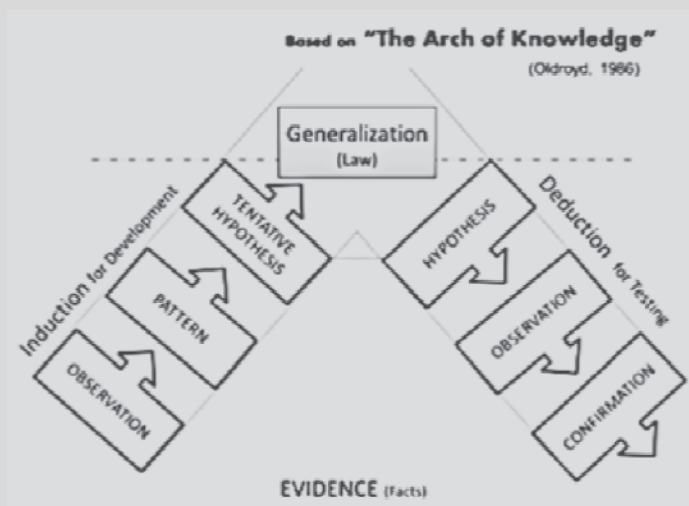 Based on "The Arch of Knowledge"
(Oldroyd, 1986)
Generalization
(Law)
Induction for Development
TENTATIVE
HYPOTHESIS
PATTERN
OBSERVATION
Deduction for Testing
HYPOTHESIS
OBSERVATION
CONFIRMATION
EVIDENCE (Facts)